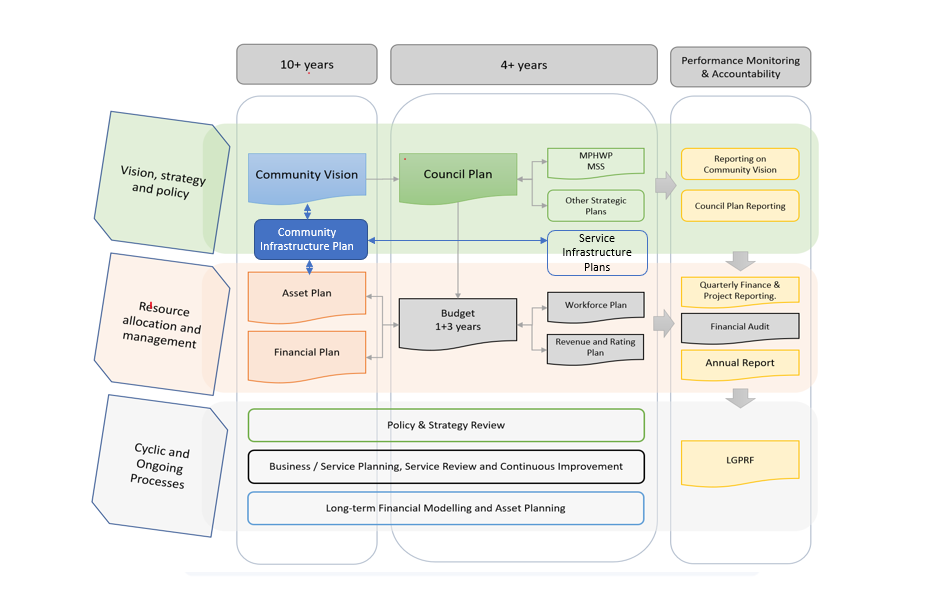 10+ years
4+ years
Performance Monitoring
& Accountability
Vision, strategy
and policy
Community Vision
Council Plan
MPHWP
MSS
Other Strategic
Plans
Reporting on
Community Vision
Council Plan Reporting
Community
Infrastructure Plan
Service
Infrastructure
Plans
Resource
allocation and
management
Asset Plan
Financial Plan
Budget
1+3 years
Workforce Plan
Revenue and Rating
Plan
Quarterly Finance &
Project Reporting.
Financial Audit
Annual Report
Cyclic and
Ongoing
Processes
Policy & Strategy Review
Business / Service Planning, Service Review and Continuous Improvement
Long-term Financial Modelling and Asset Planning
LGPRF